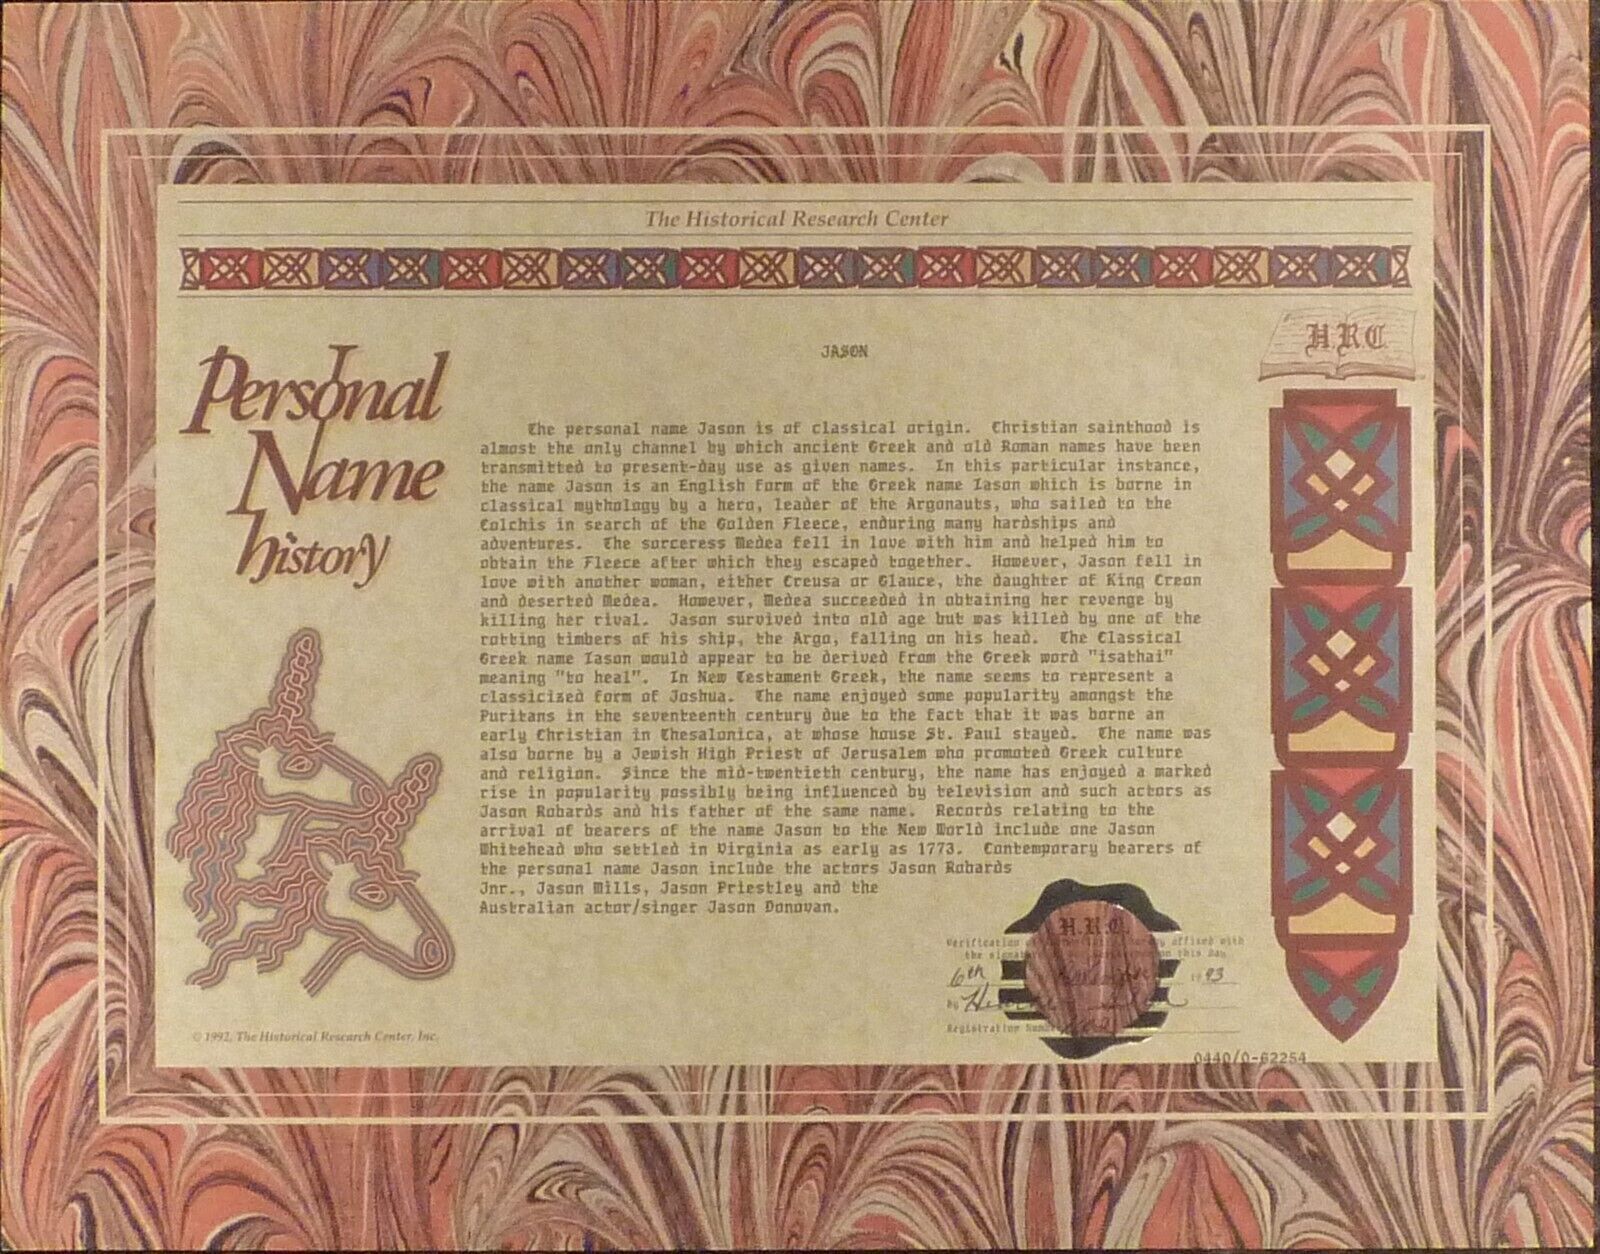 The Historical Research Center
H.R.C.
Personal
Name
history
JASON
The personal name Jason is of classical origin. Christian sainthood is
almost the only channel by which ancient Greek and old Roman names have been
transmitted to present-day use as given names. In this particular instance,
the name Jason is an English form of the Greek name Iason which is borne in
classical mythology by a hero, leader of the Argonauts, who sailed to the
Colchis in search of the Golden Fleece, enduring many hardships and
adventures. The sorceress Medea fell in love with him and helped him to
obtain the Fleece after which they escaped together. However, Jason fell in
love with another woman, either Creusa or Glauce, the daughter of King Creon
and deserted Medea. However, Medea succeeded in obtaining her revenge by
killing her rival. Jason survived into old age but was killed by one of the
rotting timbers of his ship, the Argo, falling on his head. The Classical
Greek name Iason would appear to be derived from the Greek word "isathai"
meaning "to heal". In New Testament Greek, the name seems to represent a
classicized form of Joshua. The name enjoyed some popularity amongst the
Puritans in the seventeenth century due to the fact that it was borne an
early Christian in Thesalonica, at whose house St. Paul stayed. The name was
also borne by a Jewish High Priest of Jerusalem who promoted Greek culture
and religion. Since the mid-twentieth century, the name has enjoyed a marked
rise in popularity possibly being influenced by television and such actors as
Jason Robards and his father of the same name. Records relating to the
arrival of bearers of the name Jason to the New World include one Jason
Whitehead who settled in Virginia as early as 1773. Contemporary bearers of
the personal name Jason include the actors Jason Robards
Jnr., Jason Mills, Jason Priestley and the
Australian actor/singer Jason Donovan.
H.R.C.
Verification affixed with
the on this day
6th 1993
By
Registration
© 1992, The Historical Research Center, Inc.
0440/0-62254